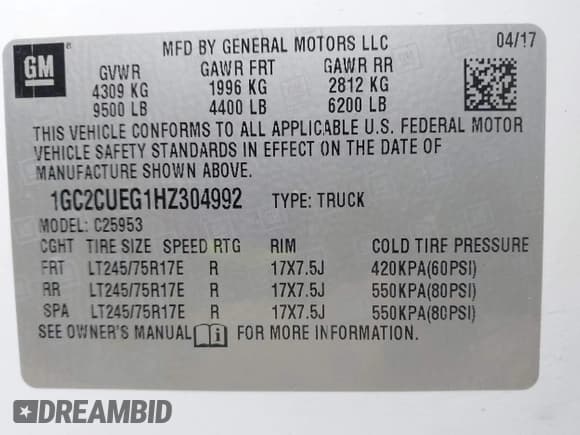 GM ®
MFD BY GENERAL MOTORS LLC 04/17
GVWR GAWR FRT GAWR RR
4309 KG 1996 KG 2812 KG
9500 LB 4400 LB 6200 LB
THIS VEHICLE CONFORMS TO ALL APPLICABLE U.S. FEDERAL MOTOR
VEHICLE SAFETY STANDARDS IN EFFECT ON THE DATE OF
MANUFACTURE SHOWN ABOVE.
1GC2CUEG1HZ304992 TYPE: TRUCK
MODEL: C25953
CGHT TIRE SIZE SPEED RTG RIM COLD TIRE PRESSURE
FRT LT245/75R17E R 17X7.5J 420KPA(60PSI)
RR LT245/75R17E R 17X7.5J 550KPA(80PSI)
SPA LT245/75R17E R 17X7.5J 550KPA(80PSI)
SEE OWNER'S MANUAL FOR MORE INFORMATION.
DREAMBID
DREAMBID.COM